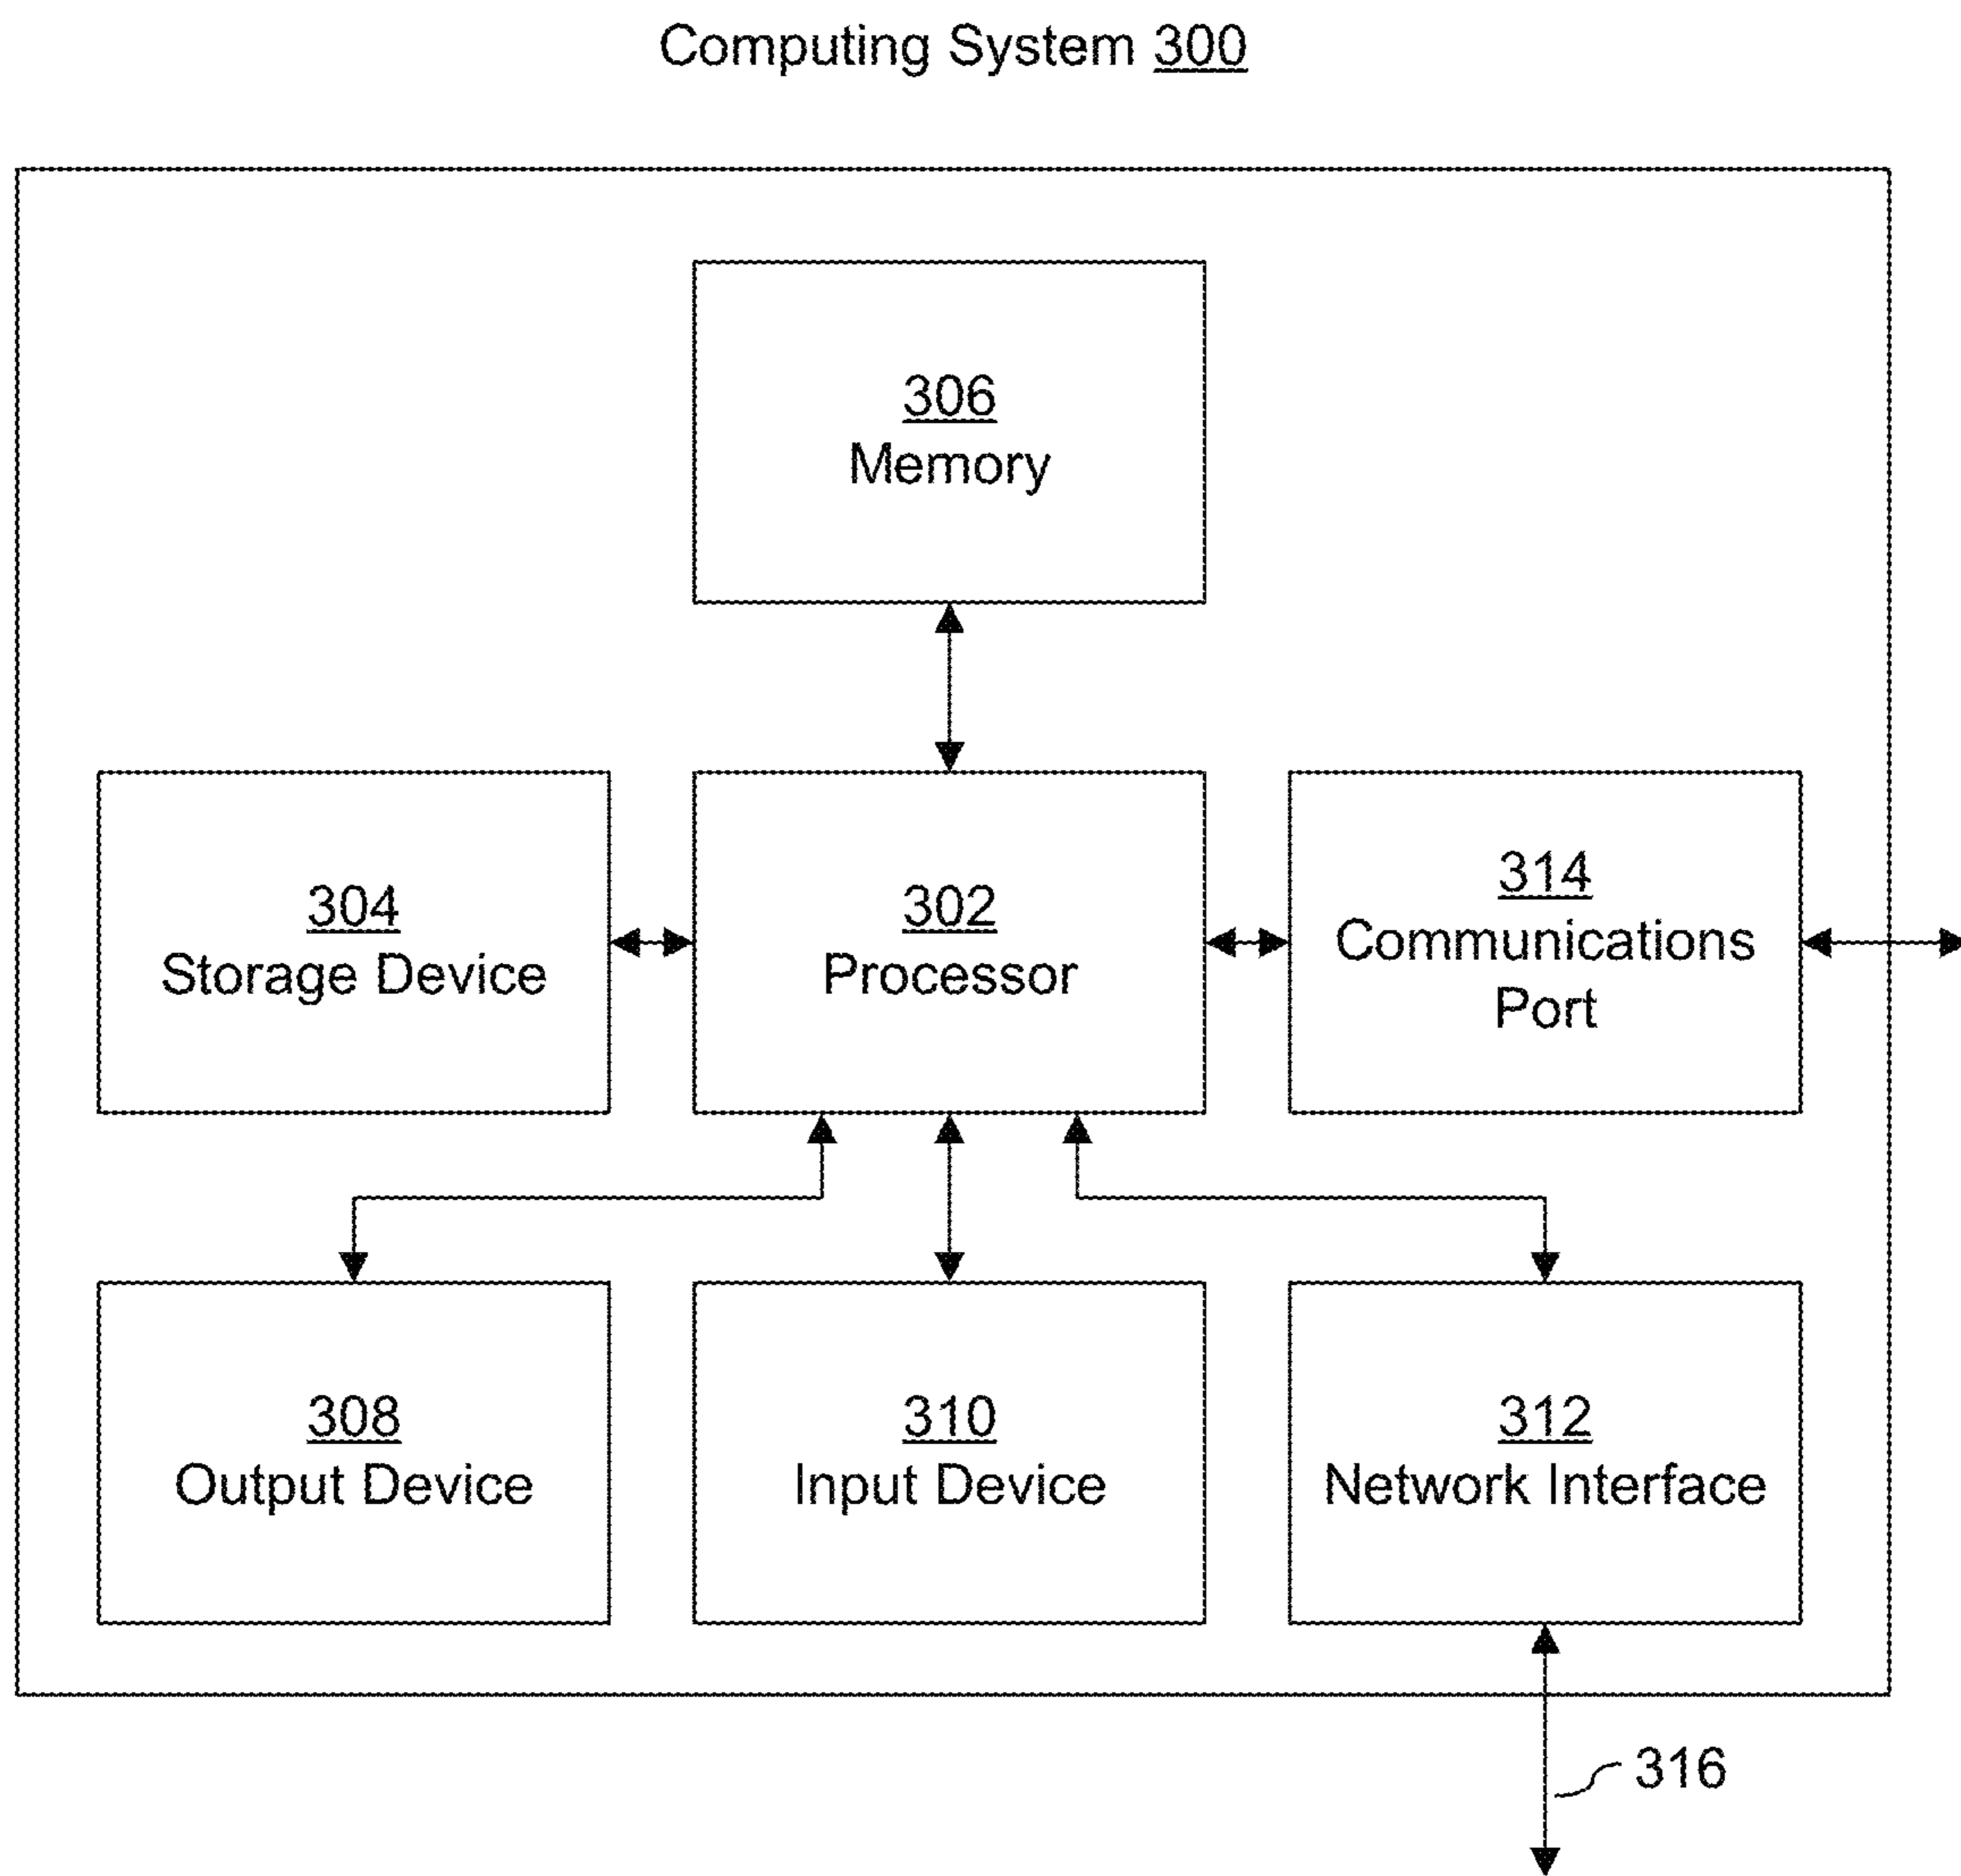 Computing System 300
306
Memory
304
Storage Device
302
Processor
314
Communications
Port
308
Output Device
310
Input Device
312
Network Interface
316